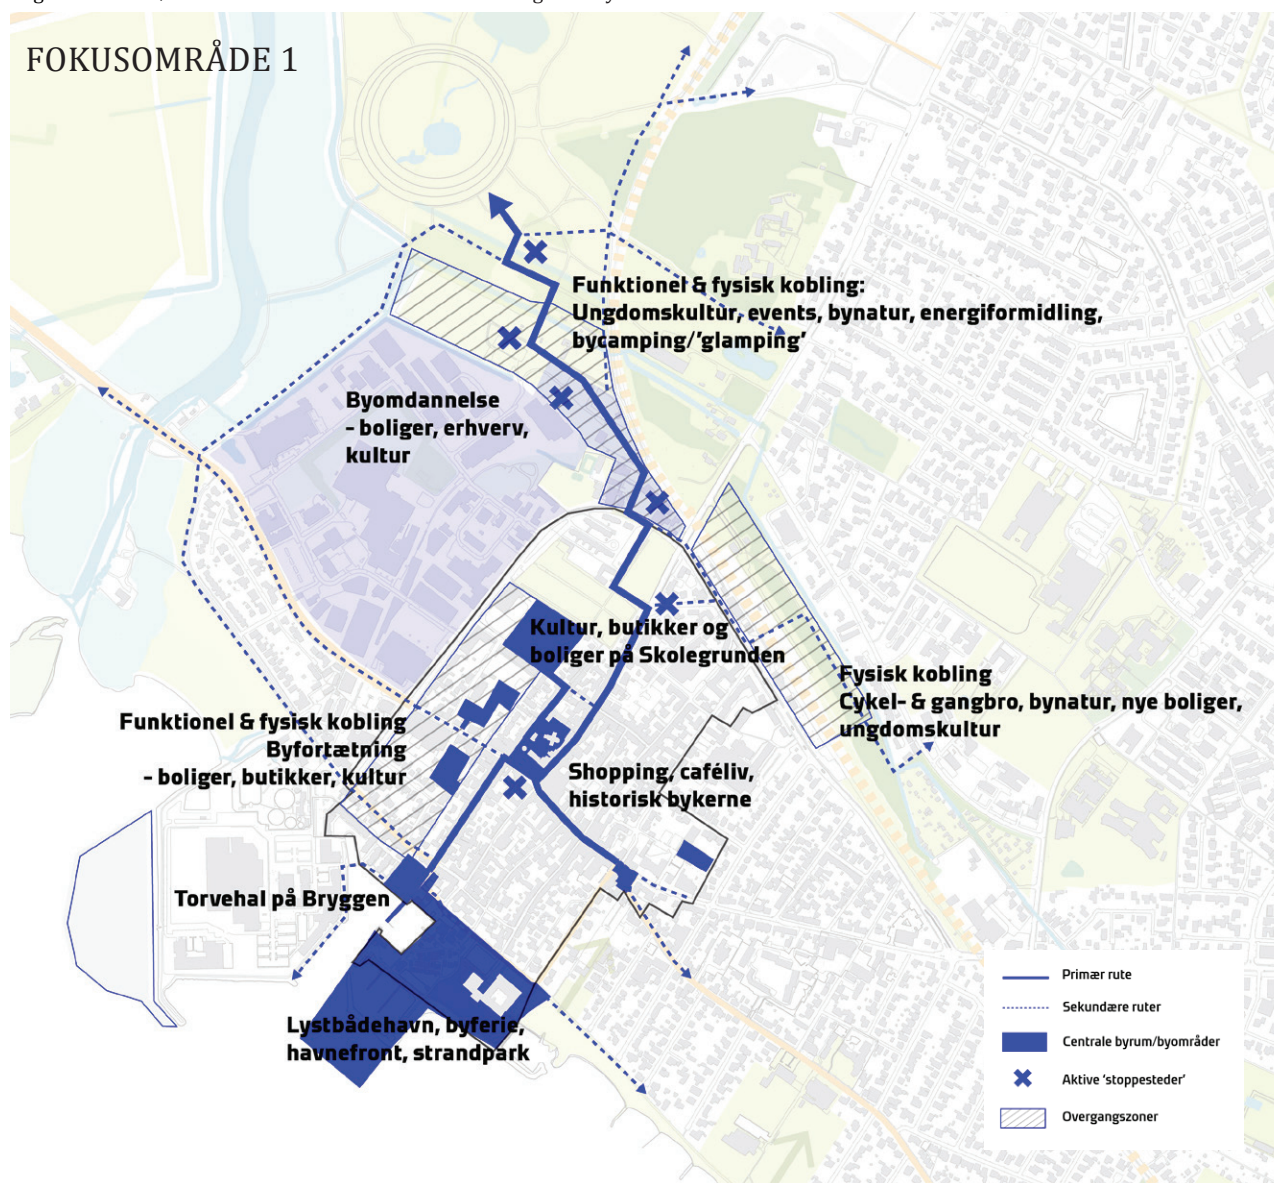 FOKUSOMRÅDE 1
Funktionel & fysisk kobling:
Ungdomskultur, events, bynatur, energiformidling,
bycamping/’glamping’
Byomdannelse
- boliger, erhverv,
kultur
Kultur, butikker og
boliger på Skolegrunden
Fysisk kobling
Cykel- & gangbro, bynatur, nye boliger,
ungdomskultur
Funktionel & fysisk kobling
Byfortætning
- boliger, butikker, kultur
Shopping, caféliv,
historisk bykerne
Torvehal på Bryggen
Lystbådehavn, byferie,
havnefront, strandpark
Primær rute
Sekundære ruter
Centrale byrum/byområder
Aktive ‘stoppesteder’
Overgangszoner